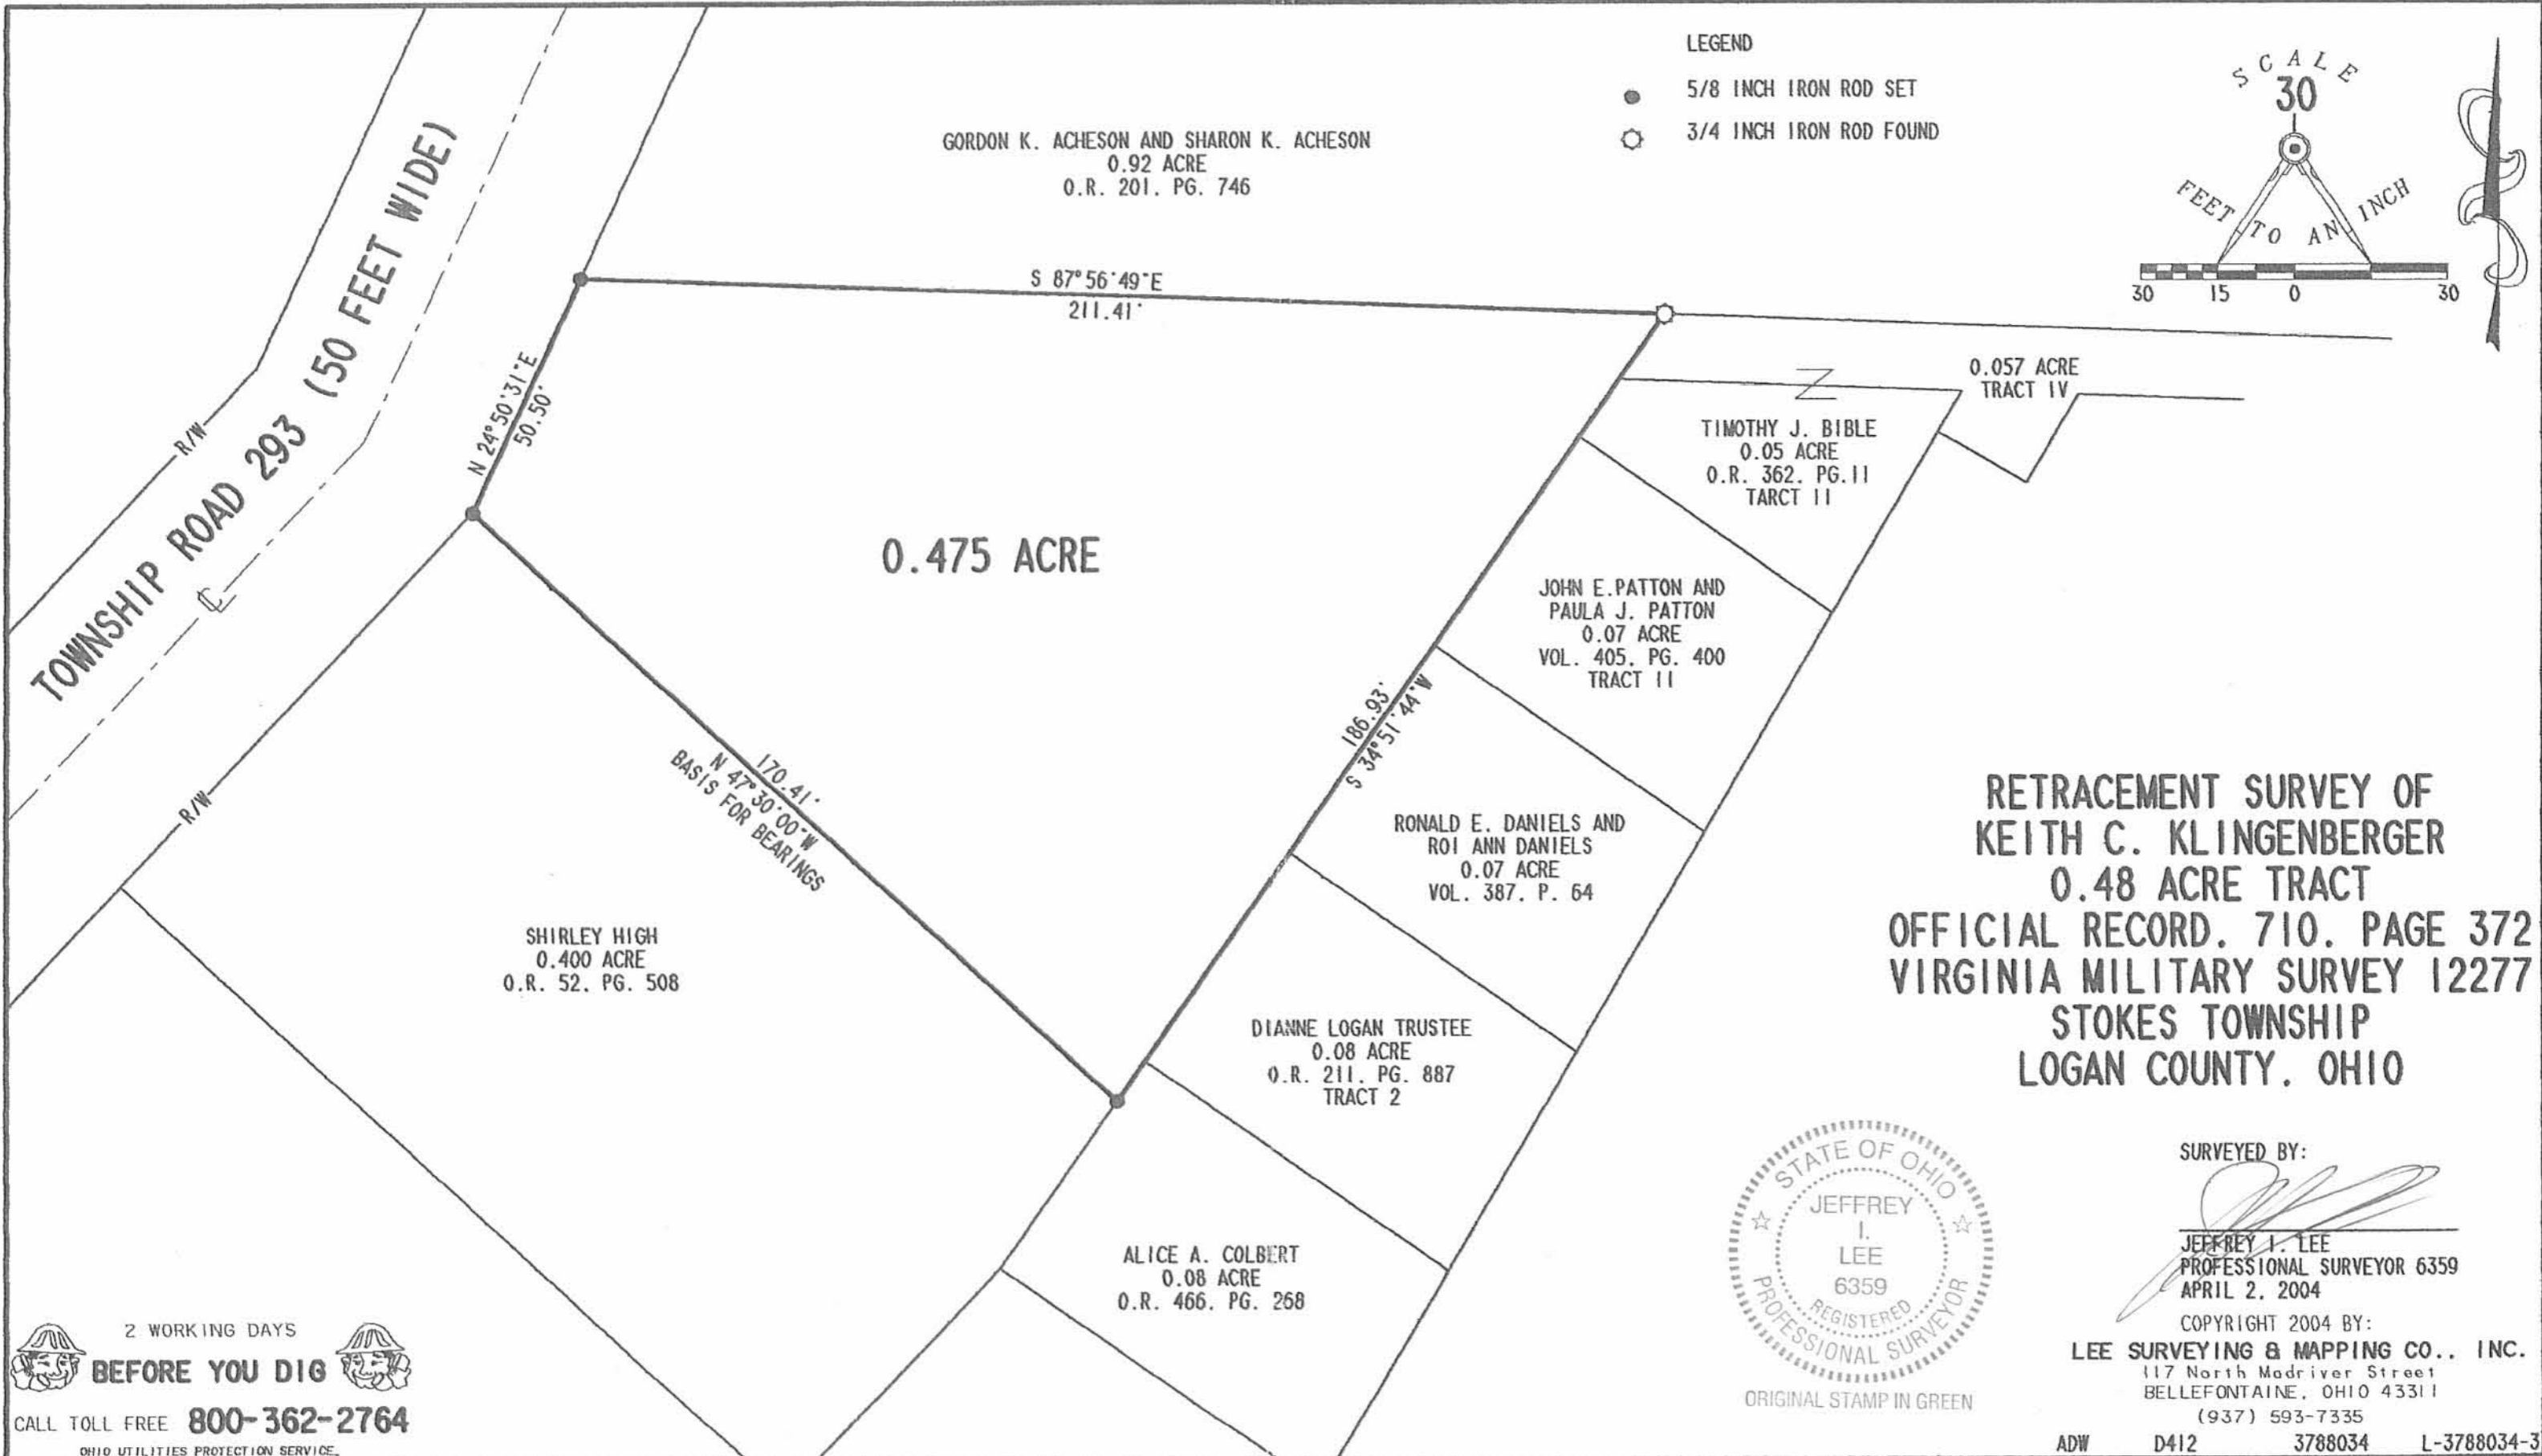 LEGEND
5/8 INCH IRON ROD SET
3/4 INCH IRON ROD FOUND
SCALE
30
FEET TO AN INCH
30 15 0 30
GORDON K. ACHESON AND SHARON K. ACHESON
0.92 ACRE
O.R. 201. PG. 746
TOWNSHIP ROAD 293 (50 FEET WIDE)
R/W
R/W
S 87°56'49"E
211.41'
N 24°50'31"E
50.50'
0.475 ACRE
0.057 ACRE
TRACT IV
TIMOTHY J. BIBLE
0.05 ACRE
O.R. 362. PG.11
TARCT II
JOHN E.PATTON AND
PAULA J. PATTON
0.07 ACRE
VOL. 405. PG. 400
TRACT II
186.93'
S 34°51'44"W
170.41'
N 47°30'00"W
BASIS FOR BEARINGS
RONALD E. DANIELS AND
ROI ANN DANIELS
0.07 ACRE
VOL. 387. P. 64
SHIRLEY HIGH
0.400 ACRE
O.R. 52. PG. 508
DIANNE LOGAN TRUSTEE
0.08 ACRE
O.R. 211. PG. 887
TRACT 2
ALICE A. COLBERT
0.08 ACRE
O.R. 466. PG. 268
RETRACEMENT SURVEY OF
KEITH C. KLINGENBERGER
0.48 ACRE TRACT
OFFICIAL RECORD. 710. PAGE 372
VIRGINIA MILITARY SURVEY 12277
STOKES TOWNSHIP
LOGAN COUNTY. OHIO
STATE OF OHIO
JEFFREY
I.
LEE
6359
REGISTERED
PROFESSIONAL SURVEYOR
ORIGINAL STAMP IN GREEN
SURVEYED BY:
JEFFREY I. LEE
PROFESSIONAL SURVEYOR 6359
APRIL 2. 2004
COPYRIGHT 2004 BY:
LEE SURVEYING & MAPPING CO.. INC.
117 North Madriver Street
BELLEFONTAINE. OHIO 43311
(937) 593-7335
ADW D412 3788034 L-3788034-3
2 WORKING DAYS
BEFORE YOU DIG
CALL TOLL FREE 800-362-2764
OHIO UTILITIES PROTECTION SERVICE